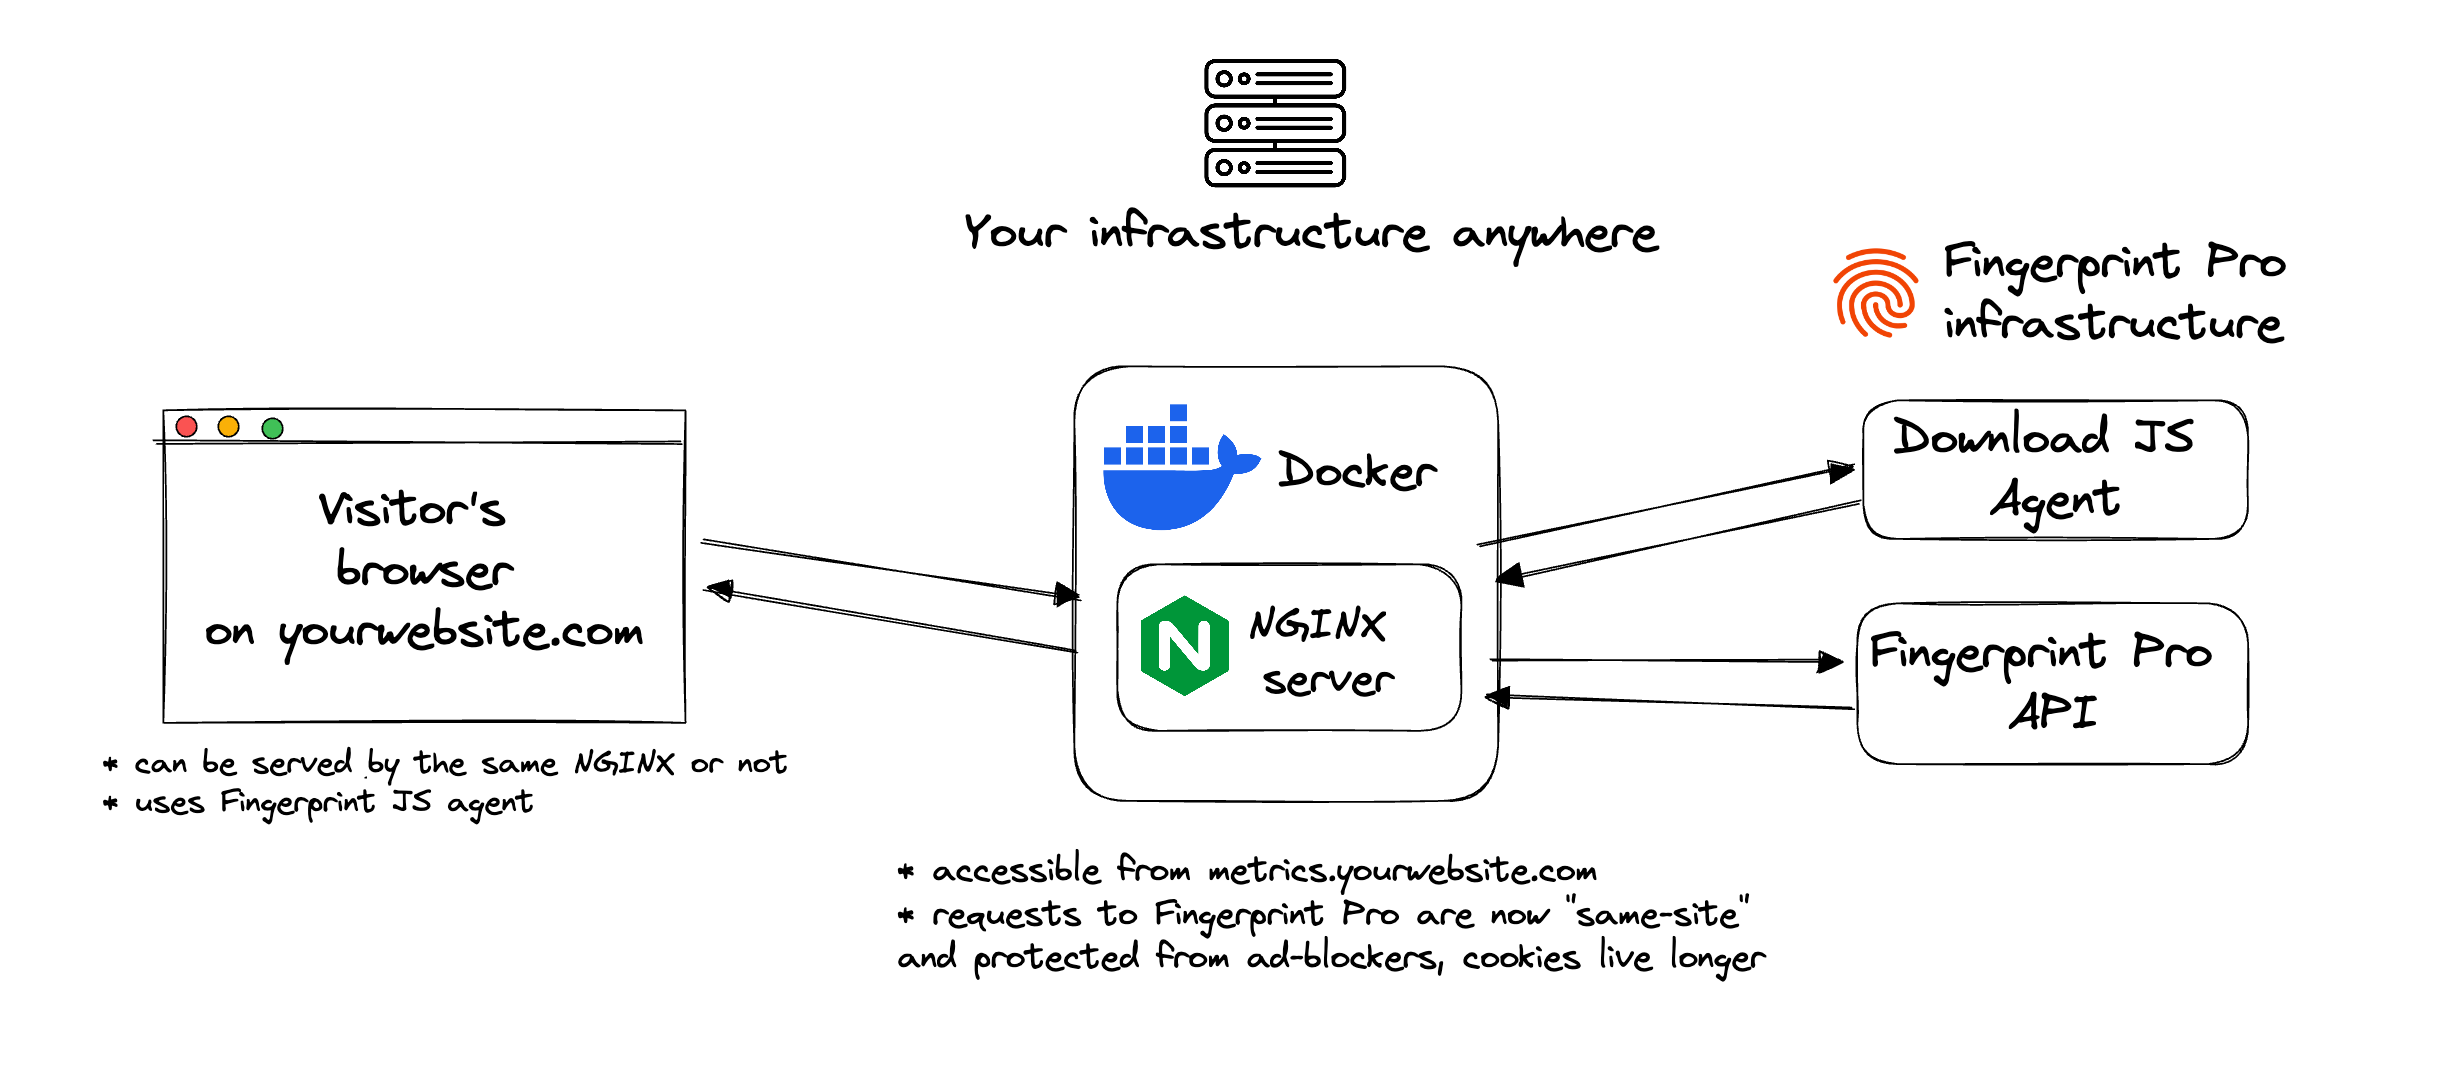 Your infrastructure anywhere
Fingerprint Pro
infrastructure
Visitor's
browser
on yourwebsite.com
* can be served by the same NGINX or not
* uses Fingerprint JS agent
Docker
NGINX
server
* accessible from metrics.yourwebsite.com
* requests to Fingerprint Pro are now "same-site"
and protected from ad-blockers, cookies live longer
Download JS
Agent
Fingerprint Pro
API